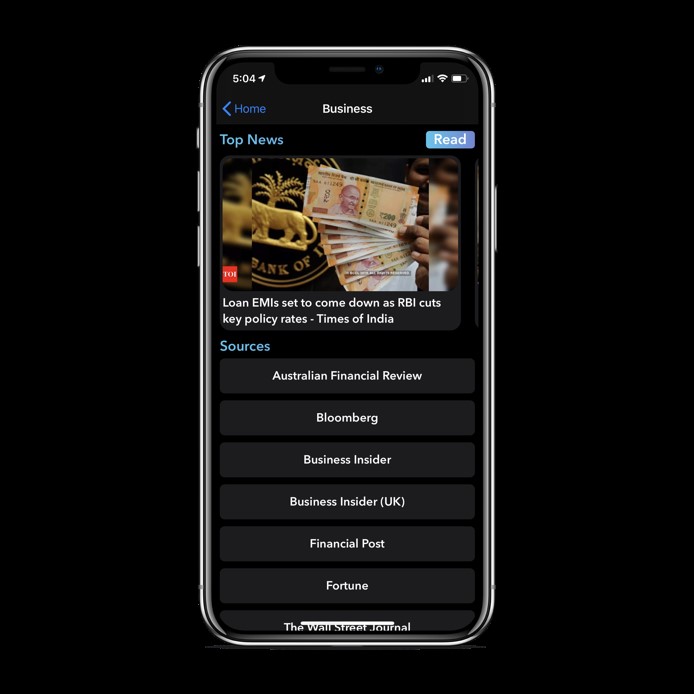 5:04
Home
Business
Top News
Read
BANK OF
₹200
TOI
Loan EMIs set to come down as RBI cuts
key policy rates - Times of India
Sources
Australian Financial Review
Bloomberg
Business Insider
Business Insider (UK)
Financial Post
Fortune
The Wall Street Journal